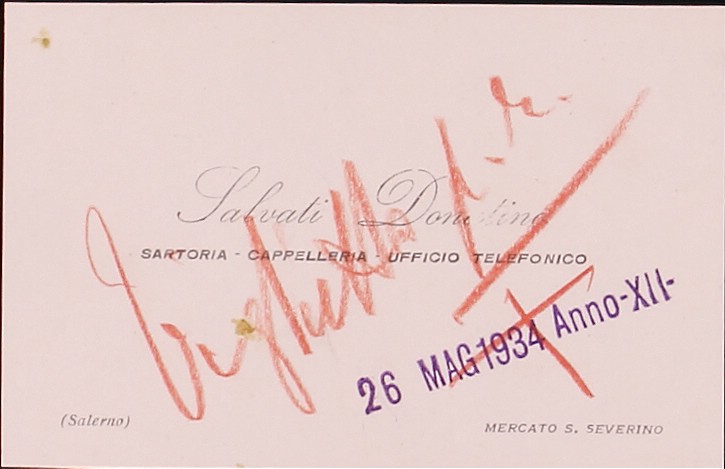 Salvati Donatino
SARTORIA - CAPPELLERIA - UFFICIO TELEFONICO
26 MAG 1934 Anno-XII-
(Salerno)
MERCATO S. SEVERINO